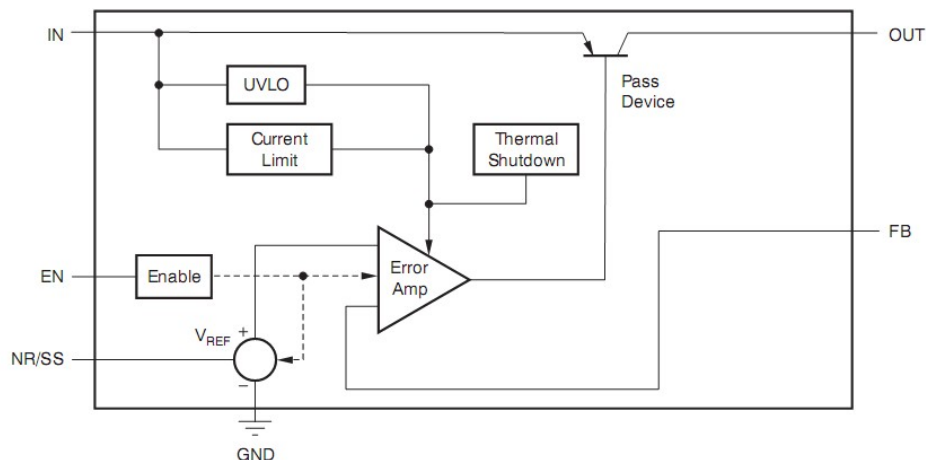 IN
OUT
UVLO
Pass
Device
Current
Limit
Thermal
Shutdown
FB
EN
Enable
Error
Amp
V_REF
+
NR/SS
−
GND